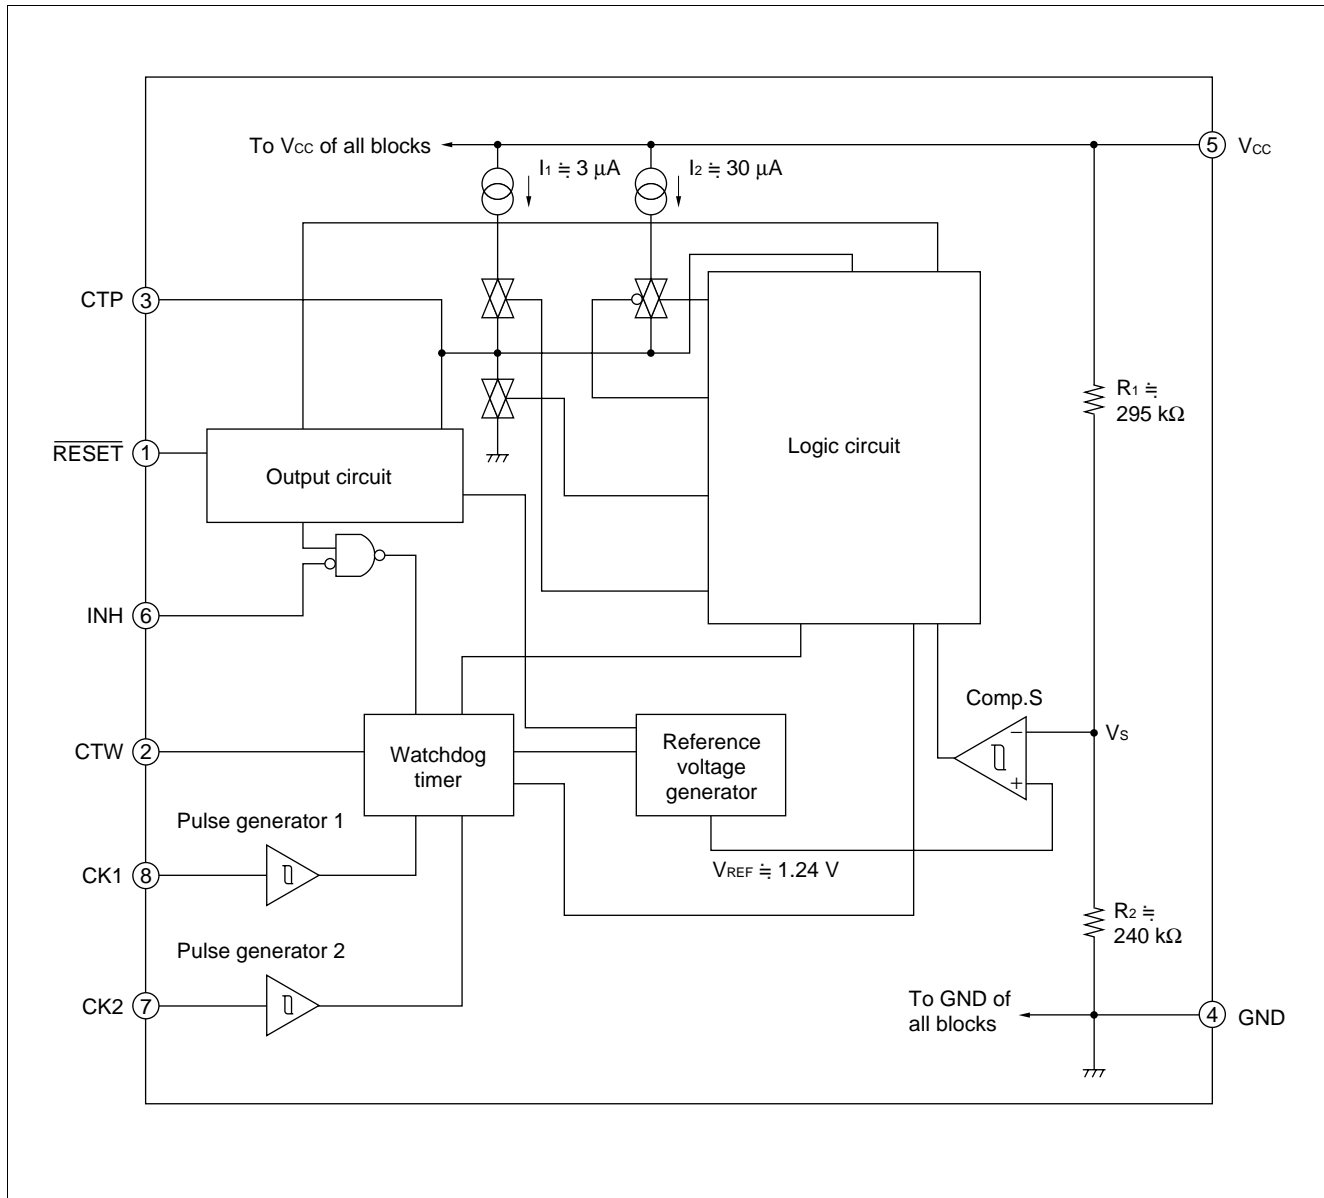 To VCC of all blocks
5 VCC
I1 ≒ 3 μA
I2 ≒ 30 μA
CTP 3
R1 ≒
295 kΩ
RESET 1
Output circuit
Logic circuit
INH 6
Comp.S
CTW 2
Watchdog
timer
Reference
voltage
generator
−
+
VS
Pulse generator 1
CK1 8
VREF ≒ 1.24 V
R2 ≒
240 kΩ
Pulse generator 2
CK2 7
To GND of
all blocks
4 GND